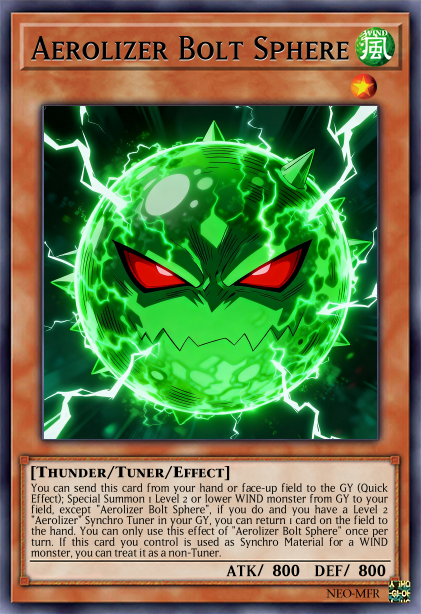 Aerolizer Bolt Sphere
WIND
風
[Thunder/Tuner/Effect]
You can send this card from your hand or face-up field to the GY (Quick
Effect); Special Summon 1 Level 2 or lower WIND monster from GY to your
field, except "Aerolizer Bolt Sphere", if you do and you have a Level 2
"Aerolizer" Synchro Tuner in your GY, you can return 1 card on the field to
the hand. You can only use this effect of "Aerolizer Bolt Sphere" once per
turn. If this card you control is used as Synchro Material for a WIND
monster, you can treat it as a non-Tuner.
ATK/ 800 DEF/ 800
NEO-MFR